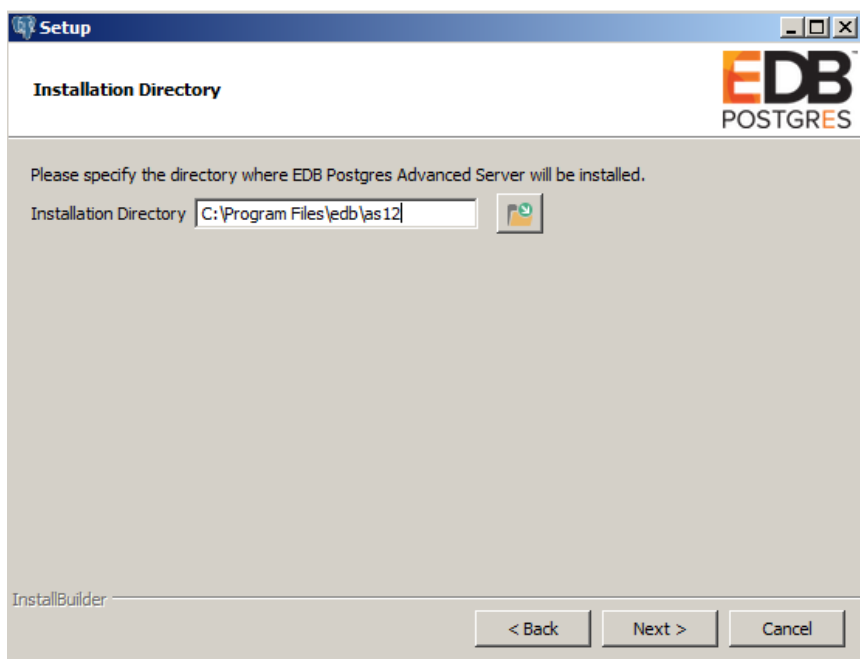 Setup
Installation Directory
EDB
POSTGRES
Please specify the directory where EDB Postgres Advanced Server will be installed.
Installation Directory C:\Program Files\edb\as12
InstallBuilder
< Back Next > Cancel